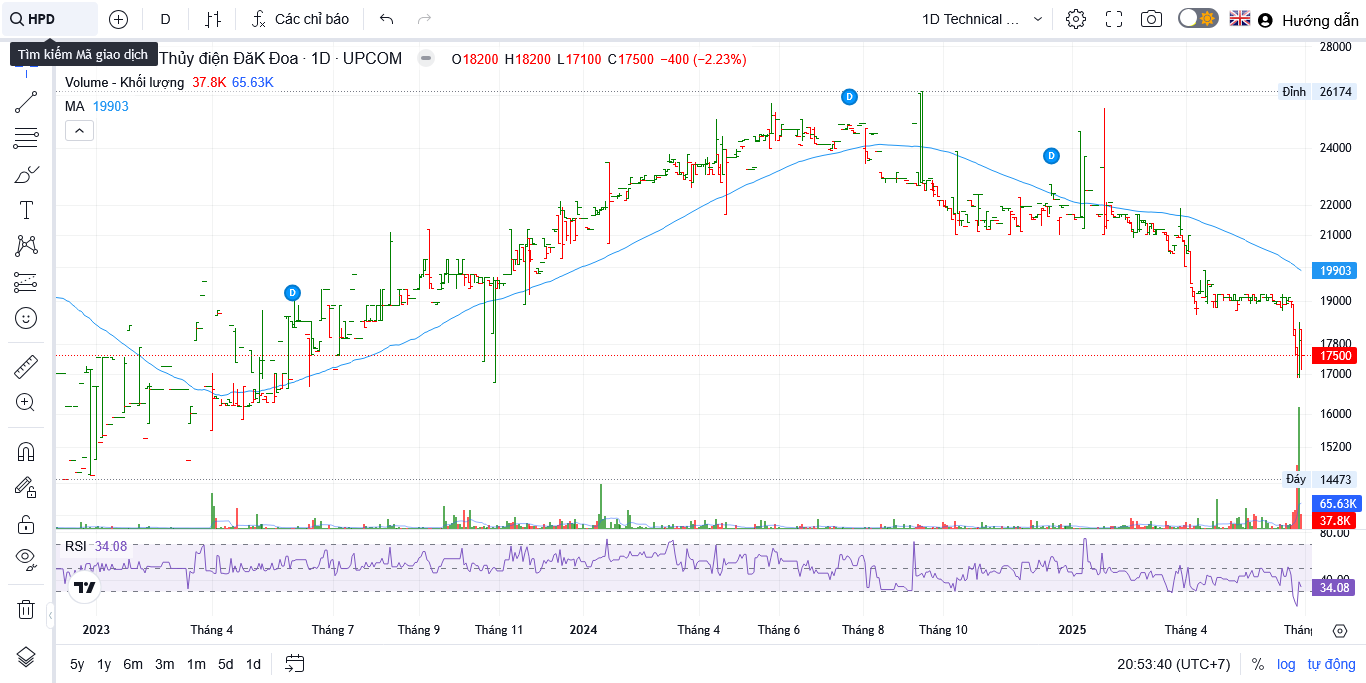 HPD
D
Các chỉ báo
1D Technical ...
Hướng dẫn
Tìm kiếm Mã giao dịch
Thủy điện ĐăK Đoa · 1D · UPCOM
O18200 H18200 L17100 C17500 −400 (−2.23%)
Volume - Khối lượng 37.8K 65.63K
MA 19903
28000
Đỉnh 26174
24000
22000
21000
19903
19000
17800
17500
17000
16000
15200
Đáy 14473
65.63K
37.8K
D
D
D
RSI 34.08
80.00
40.00
34.08
2023 Tháng 4 Tháng 7 Tháng 9 Tháng 11 2024 Tháng 4 Tháng 6 Tháng 8 Tháng 10 2025 Tháng 4 Tháng
5y 1y 6m 3m 1m 5d 1d
20:53:40 (UTC+7) % log tự động